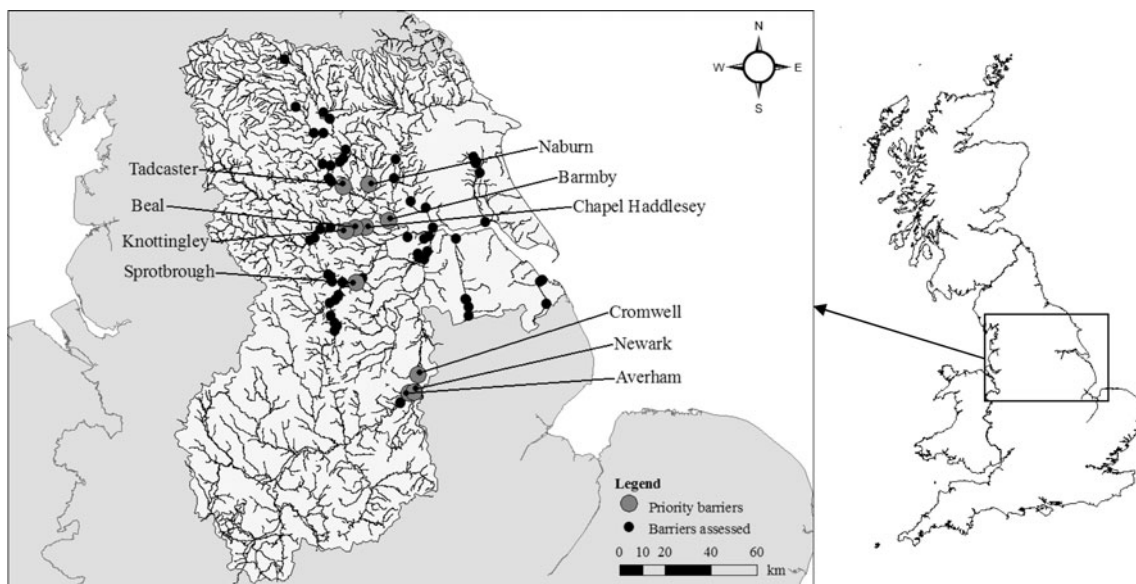 N
W E
S
Naburn
Tadcaster
Barmby
Beal
Chapel Haddlesey
Knottingley
Sprotbrough
Cromwell
Newark
Averham
Legend
Priority barriers
Barriers assessed
0 10 20 40 60
km